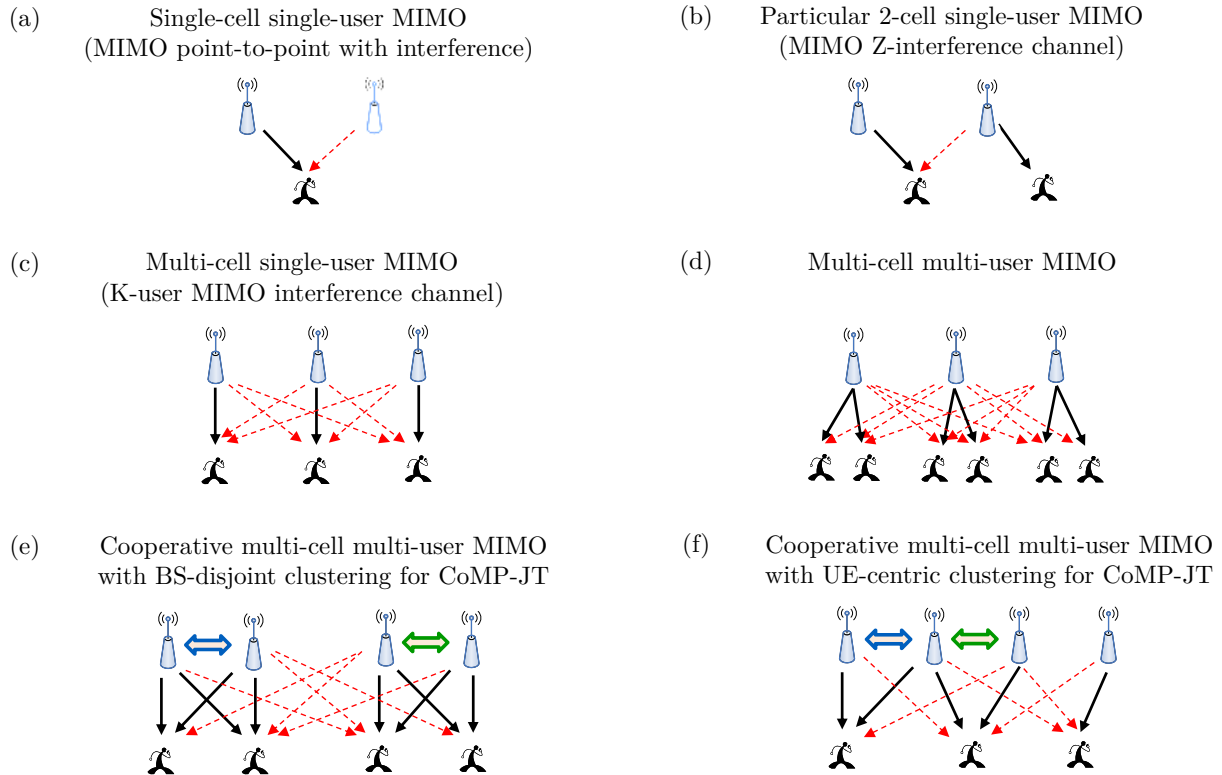 (a)
Single-cell single-user MIMO
(MIMO point-to-point with interference)
(b)
Particular 2-cell single-user MIMO
(MIMO Z-interference channel)
(c)
Multi-cell single-user MIMO
(K-user MIMO interference channel)
(d)
Multi-cell multi-user MIMO
(e)
Cooperative multi-cell multi-user MIMO
with BS-disjoint clustering for CoMP-JT
(f)
Cooperative multi-cell multi-user MIMO
with UE-centric clustering for CoMP-JT